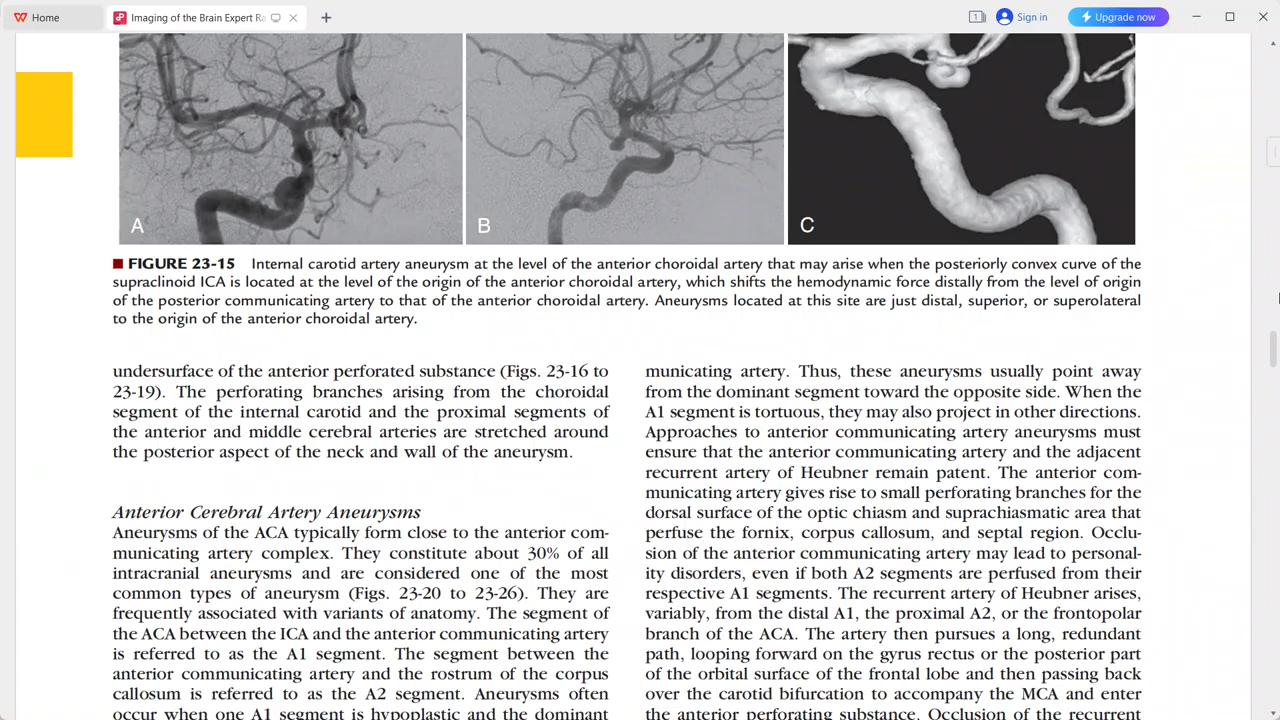 Home
Imaging of the Brain Expert Ra
1
Sign in
Upgrade now
A
B
C
FIGURE 23-15 Internal carotid artery aneurysm at the level of the anterior choroidal artery that may arise when the posteriorly convex curve of the
supraclinoid ICA is located at the level of the origin of the anterior choroidal artery, which shifts the hemodynamic force distally from the level of origin
of the posterior communicating artery to that of the anterior choroidal artery. Aneurysms located at this site are just distal, superior, or superolateral
to the origin of the anterior choroidal artery.
undersurface of the anterior perforated substance (Figs. 23-16 to
23-19). The perforating branches arising from the choroidal
segment of the internal carotid and the proximal segments of
the anterior and middle cerebral arteries are stretched around
the posterior aspect of the neck and wall of the aneurysm.
Anterior Cerebral Artery Aneurysms
Aneurysms of the ACA typically form close to the anterior com-
municating artery complex. They constitute about 30% of all
intracranial aneurysms and are considered one of the most
common types of aneurysm (Figs. 23-20 to 23-26). They are
frequently associated with variants of anatomy. The segment of
the ACA between the ICA and the anterior communicating artery
is referred to as the A1 segment. The segment between the
anterior communicating artery and the rostrum of the corpus
callosum is referred to as the A2 segment. Aneurysms often
occur when one A1 segment is hypoplastic and the dominant
municating artery. Thus, these aneurysms usually point away
from the dominant segment toward the opposite side. When the
A1 segment is tortuous, they may also project in other directions.
Approaches to anterior communicating artery aneurysms must
ensure that the anterior communicating artery and the adjacent
recurrent artery of Heubner remain patent. The anterior com-
municating artery gives rise to small perforating branches for the
dorsal surface of the optic chiasm and suprachiasmatic area that
perfuse the fornix, corpus callosum, and septal region. Occlu-
sion of the anterior communicating artery may lead to personal-
ity disorders, even if both A2 segments are perfused from their
respective A1 segments. The recurrent artery of Heubner arises,
variably, from the distal A1, the proximal A2, or the frontopolar
branch of the ACA. The artery then pursues a long, redundant
path, looping forward on the gyrus rectus or the posterior part
of the orbital surface of the frontal lobe and then passing back
over the carotid bifurcation to accompany the MCA and enter
the anterior perforating substance. Occlusion of the recurrent